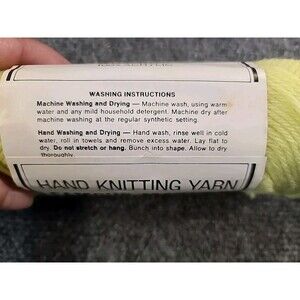 WASHING INSTRUCTIONS
Machine Washing and Drying — Machine wash, using warm
water and any mild household detergent. Machine dry after
machine washing at the regular synthetic setting.
Hand Washing and Drying — Hand wash, rinse well in cold
water, roll in towels and remove excess water. Lay flat to
dry. Do not stretch or hang. Bunch into shape. Allow to dry
thoroughly.
HAND KNITTING YARN